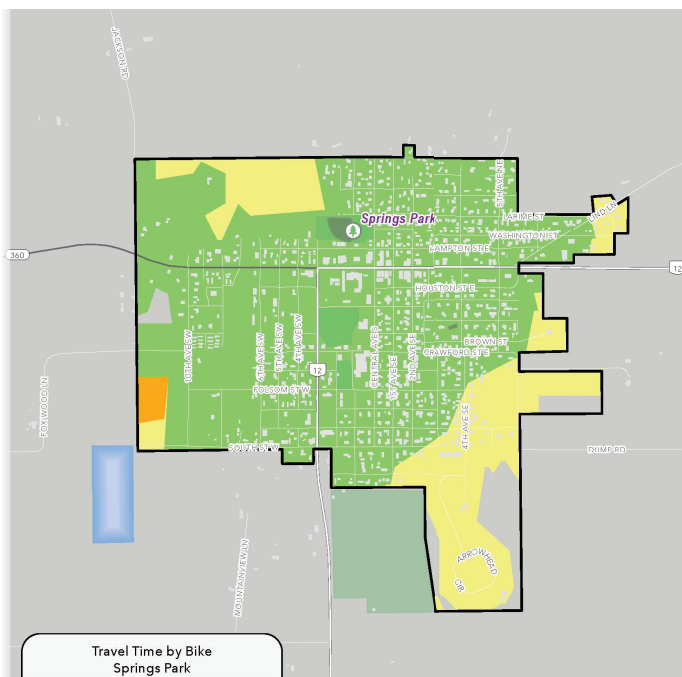 JACKSON RD
5TH AVE NE
LIND LN
Springs Park
LARIME ST
WASHINGTON ST
LAMPTON ST E
360
12
HOUSTON ST E
10TH AVE SW
6TH AVE SW
5TH AVE SW
4TH AVE SW
CENTRAL AVE S
1ST AVE SE
2ND AVE SE
BROWN ST
CRAWFORD ST E
12
FOXWOOD LN
FOLSOM ST W
4TH AVE SE
SOUTH ST W
DUMP RD
MOUNTAINVIEW LN
ARROWHEAD
CIR
Travel Time by Bike
Springs Park